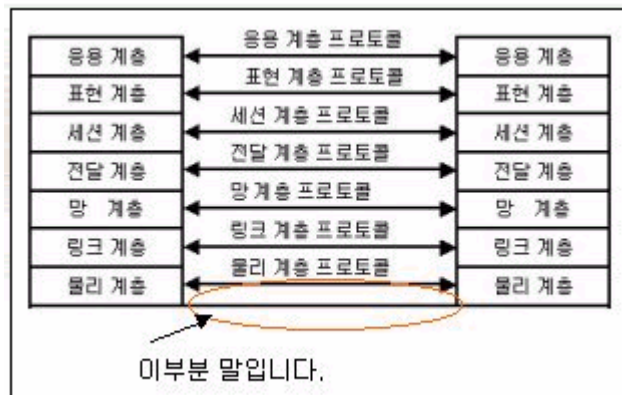 응용 계층 응용 계층 프로토콜 응용 계층
표현 계층 표현 계층 프로토콜 표현 계층
세션 계층 세션 계층 프로토콜 세션 계층
전달 계층 전달 계층 프로토콜 전달 계층
망 계층 망 계층 프로토콜 망 계층
링크 계층 링크 계층 프로토콜 링크 계층
물리 계층 물리 계층 프로토콜 물리 계층
이부분 말입니다.